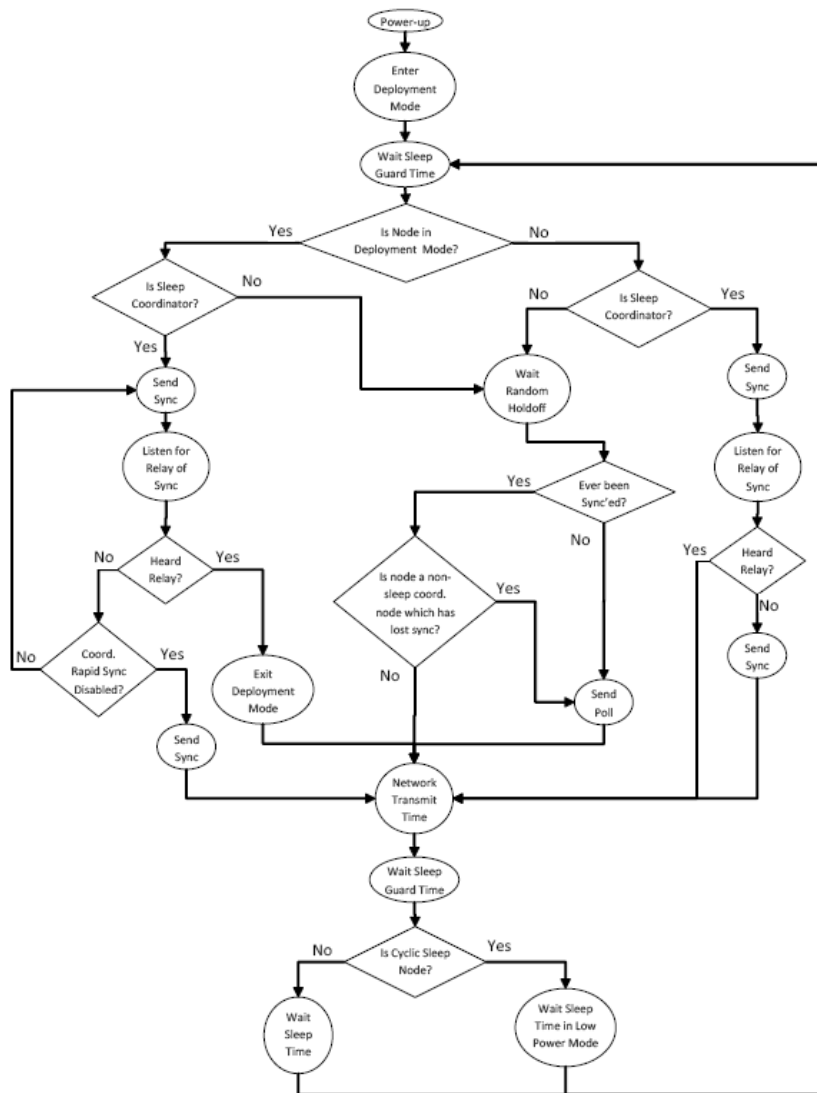 Power-up
Enter
Deployment
Mode
Wait Sleep
Guard Time
Yes
Is Node in
Deployment Mode?
No
Is Sleep
Coordinator?
No
No
Is Sleep
Coordinator?
Yes
Yes
Send
Sync
Wait
Random
Holdoff
Send
Sync
Listen for
Relay of
Sync
Listen for
Relay of
Sync
Yes
Ever been
Sync'ed?
No
No
Heard
Relay?
Yes
Yes
Heard
Relay?
No
Is node a non-
sleep coord.
node which has
lost sync?
Yes
No
No
Coord.
Rapid Sync
Disabled?
Yes
Exit
Deployment
Mode
Send
Poll
Send
Sync
Send
Sync
Network
Transmit
Time
Wait Sleep
Guard Time
No
Is Cyclic Sleep
Node?
Yes
Wait
Sleep
Time
Wait Sleep
Time in Low
Power Mode